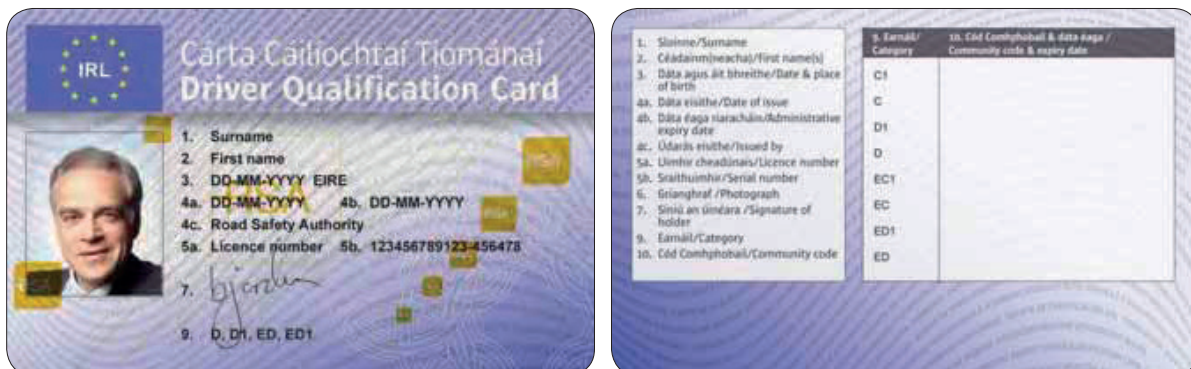 IRL
Cárta Cáilíochtaí Tiománaí
Driver Qualification Card
1. Surname
2. First name
3. DD-MM-YYYY EIRE
4a. DD-MM-YYYY 4b. DD-MM-YYYY
4c. Road Safety Authority
5a. Licence number 5b. 123456789123-456478
7.
9. D, D1, ED, ED1
RSA
1. Sloinne/Surname
2. Céadainm(neacha)/First name(s)
3. Dáta agus áit bhreithe/Date & place
of birth
4a. Dáta eisithe/Date of issue
4b. Dáta éaga riaracháin/Administrative
expiry date
4c. Údarás eisithe/Issued by
5a. Uimhir cheadúnais/Licence number
5b. Sraithuimhir/Serial number
6. Grianghraf /Photograph
7. Síniú an tsínéara /Signature of
holder
9. Earnáil/Category
10. Cód Comhphobail/Community code
9. Earnáil/
Category
10. Cód Comhphobail & dáta éaga /
Community code & expiry date
C1
C
D1
D
EC1
EC
ED1
ED